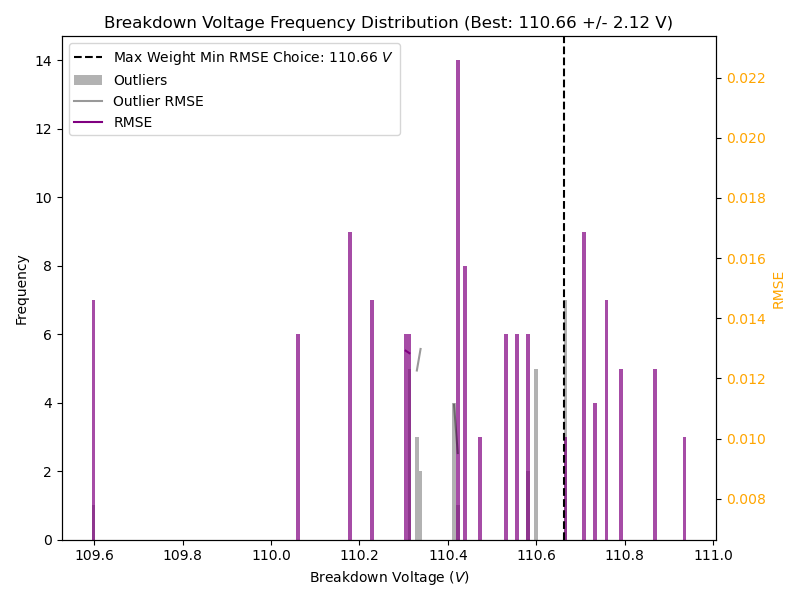 Breakdown Voltage Frequency Distribution (Best: 110.66 +/- 2.12 V)
Max Weight Min RMSE Choice: 110.66 V
Outliers
Outlier RMSE
RMSE
14
12
10
8
6
4
2
0
Frequency
0.022
0.020
0.018
0.016
0.014
0.012
0.010
0.008
RMSE
109.6 109.8 110.0 110.2 110.4 110.6 110.8 111.0
Breakdown Voltage (V)